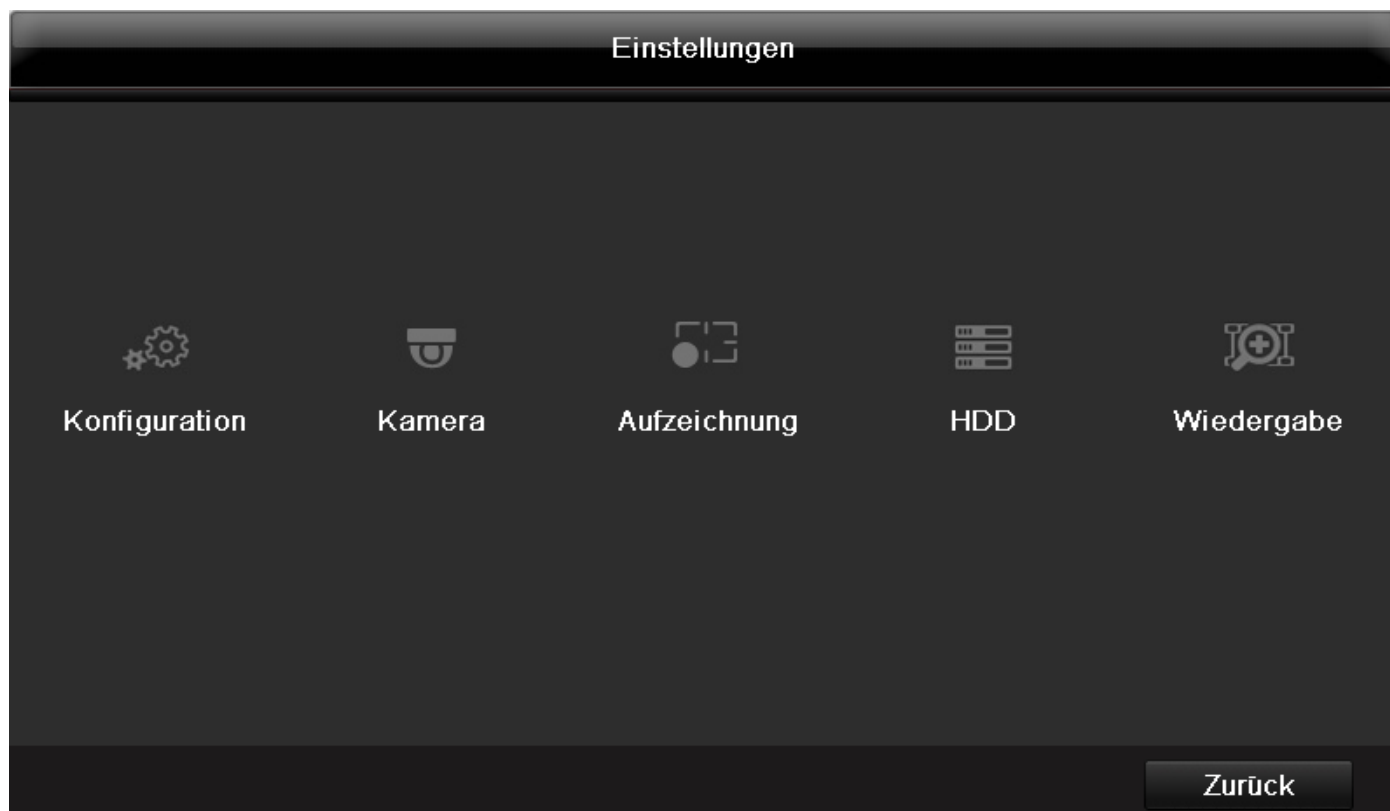 Einstellungen
Konfiguration Kamera Aufzeichnung HDD Wiedergabe
Zurück